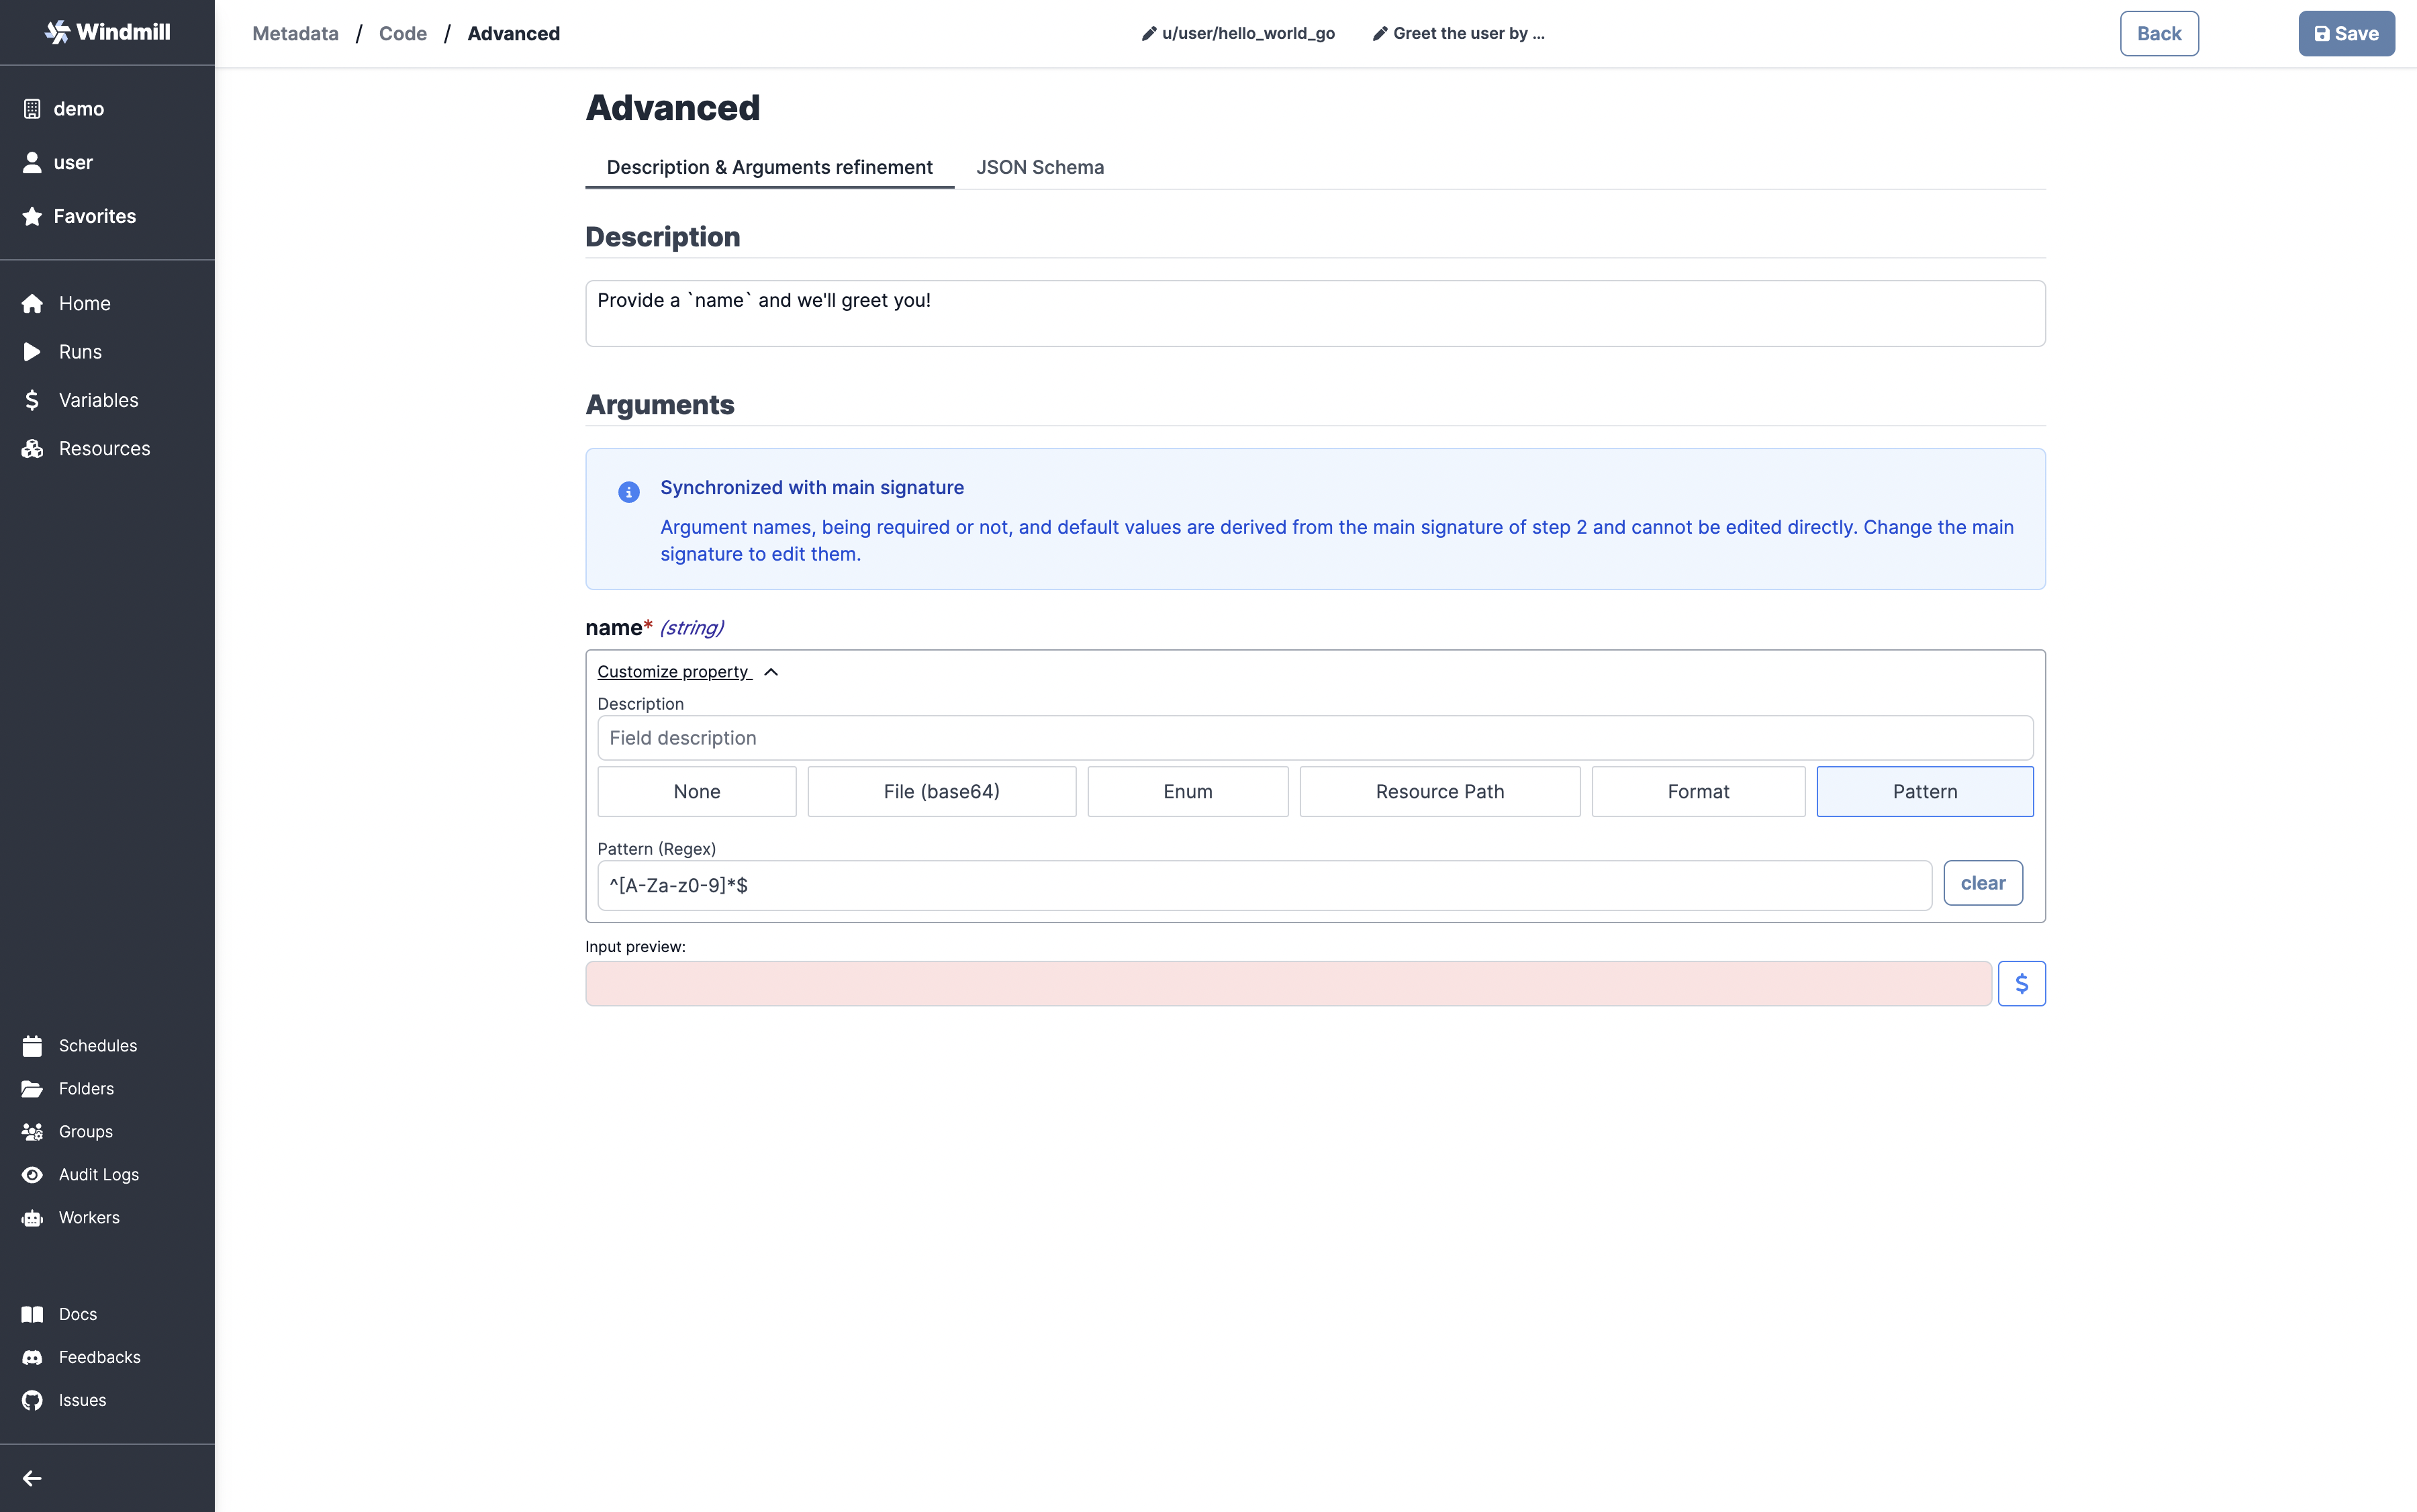 Windmill
demo
user
Favorites
Home
Runs
Variables
Resources
Schedules
Folders
Groups
Audit Logs
Workers
Docs
Feedbacks
Issues
Metadata / Code / Advanced
u/user/hello_world_go
Greet the user by ...
Back
Save
Advanced
Description & Arguments refinement
JSON Schema
Description
Provide a `name` and we'll greet you!
Arguments
Synchronized with main signature
Argument names, being required or not, and default values are derived from the main signature of step 2 and cannot be edited directly. Change the main
signature to edit them.
name* (string)
Customize property
Description
Field description
None
File (base64)
Enum
Resource Path
Format
Pattern
Pattern (Regex)
^[A-Za-z0-9]*$
clear
Input preview:
$